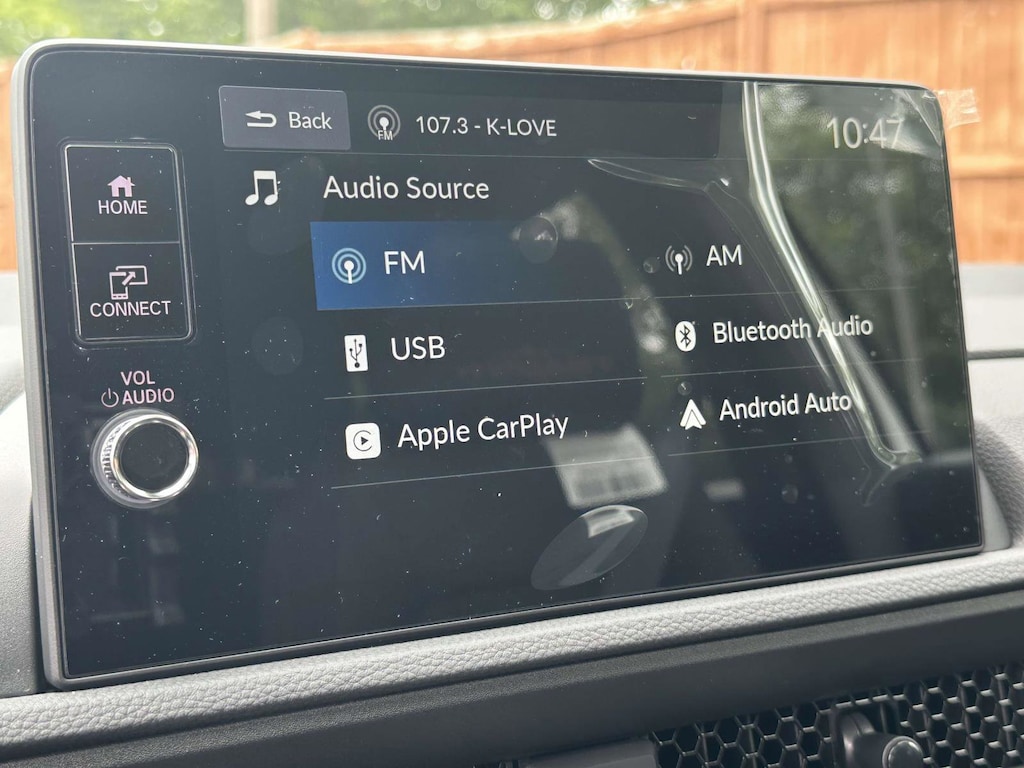 Back
FM
107.3 - K-LOVE
10:47
HOME
CONNECT
VOL
AUDIO
Audio Source
FM
AM
USB
Bluetooth Audio
Apple CarPlay
Android Auto